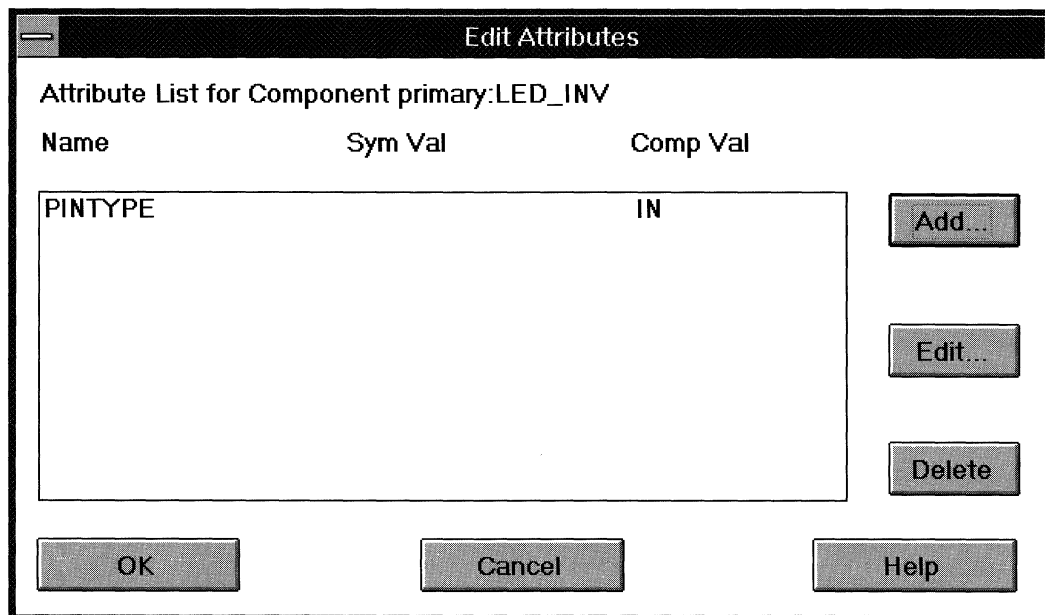 Edit Attributes
Attribute List for Component primary:LED_INV
Name Sym Val Comp Val
PINTYPE IN
Add...
Edit...
Delete
OK Cancel Help